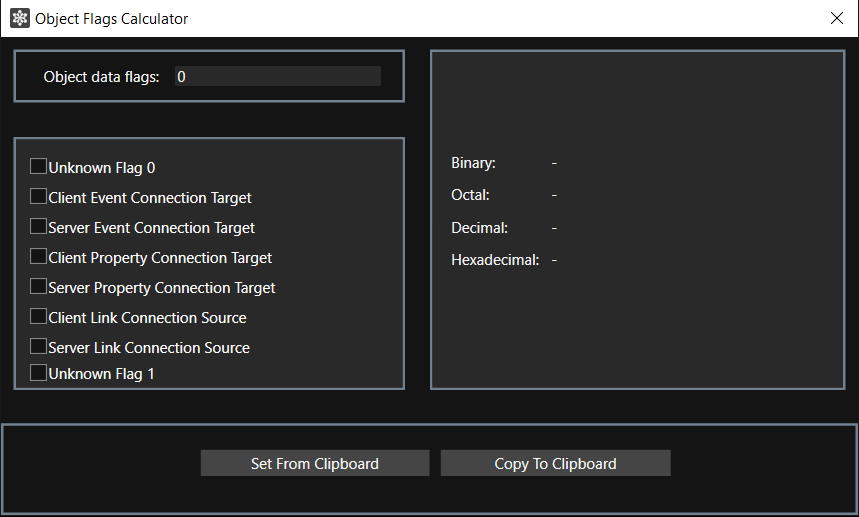 Object Flags Calculator
Object data flags: 0
Unknown Flag 0
Client Event Connection Target
Server Event Connection Target
Client Property Connection Target
Server Property Connection Target
Client Link Connection Source
Server Link Connection Source
Unknown Flag 1
Binary: -
Octal: -
Decimal: -
Hexadecimal: -
Set From Clipboard
Copy To Clipboard